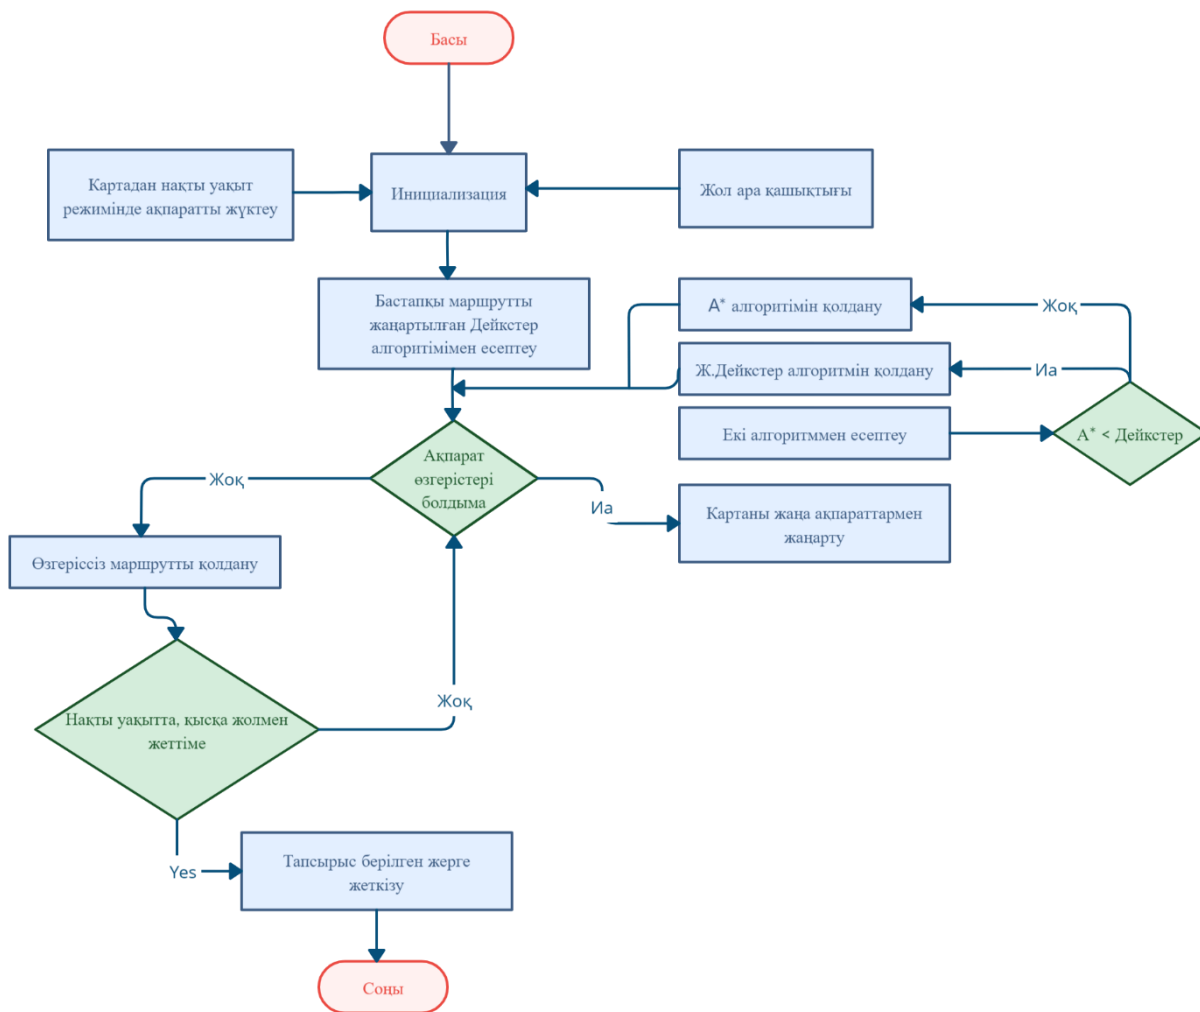 Басы
Картадан нақты уақыт
режимінде ақпаратты жүктеу
Инициализация
Жол ара қашықтығы
Бастапқы маршрутты
жаңартылған Дейкстер
алгоритімімен есептеу
A* алгоритімін қолдану
Жоқ
Ж.Дейкстер алгоритмін қолдану
Иа
Екі алгоритммен есептеу
A* < Дейкстер
Ақпарат
өзгерістері
болдыма
Жоқ
Иа
Картаны жаңа ақпараттармен
жаңарту
Өзгеріссіз маршрутты қолдану
Нақты уақытта, қысқа жолмен
жеттіме
Жоқ
Yes
Тапсырыс берілген жерге
жеткізу
Соңы